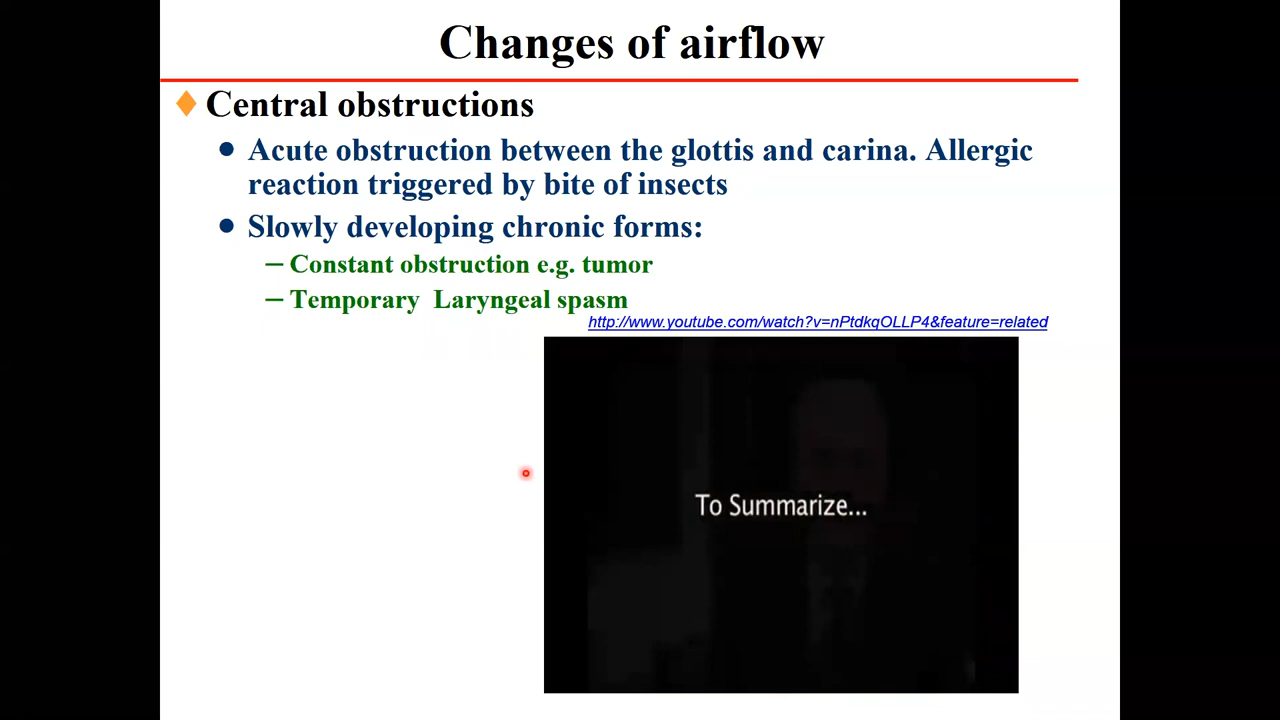 Changes of airflow
Central obstructions
Acute obstruction between the glottis and carina. Allergic
reaction triggered by bite of insects
Slowly developing chronic forms:
– Constant obstruction e.g. tumor
– Temporary Laryngeal spasm
http://www.youtube.com/watch?v=nPtdkqOLLP4&feature=related
To Summarize...